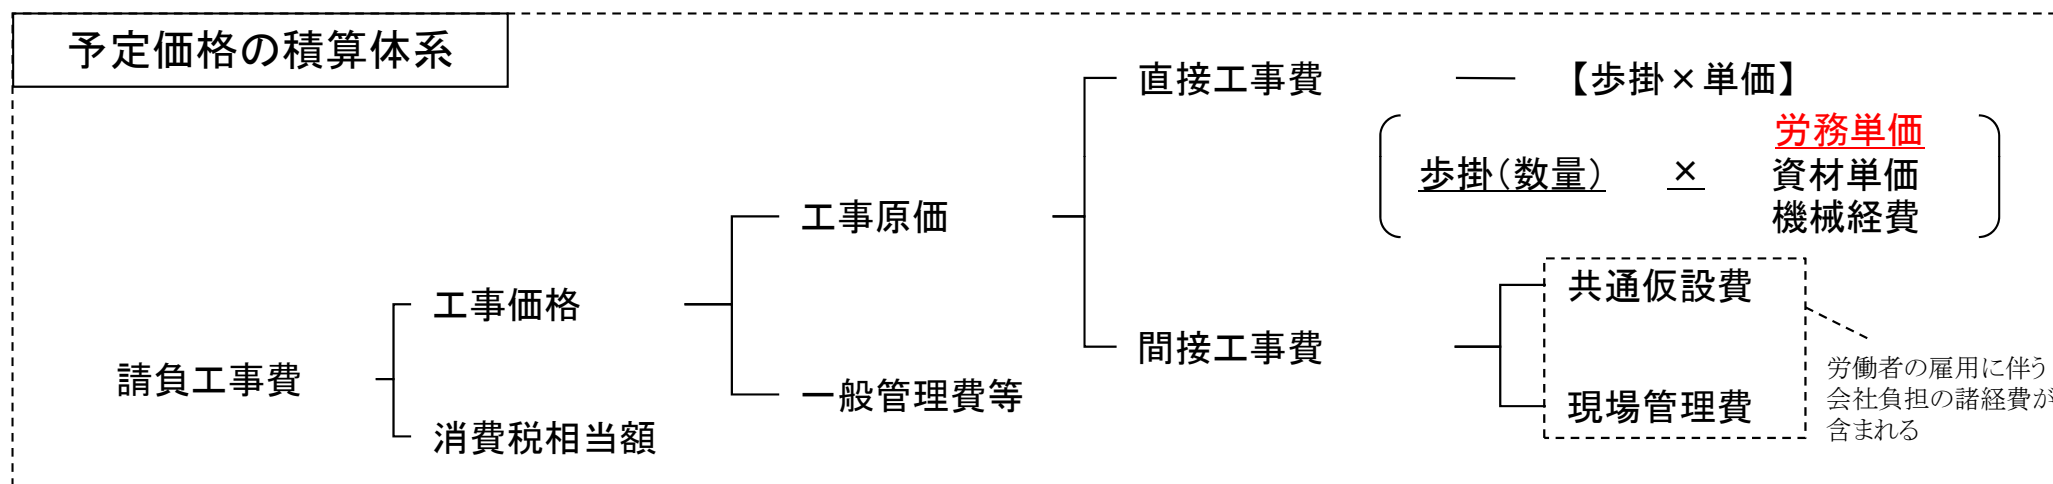 予定価格の積算体系
直接工事費 【歩掛×単価】
労務単価
歩掛(数量) × 資材単価
機械経費
工事原価
共通仮設費
工事価格
間接工事費
労働者の雇用に伴う
会社負担の諸経費が
含まれる
請負工事費
一般管理費等
現場管理費
消費税相当額